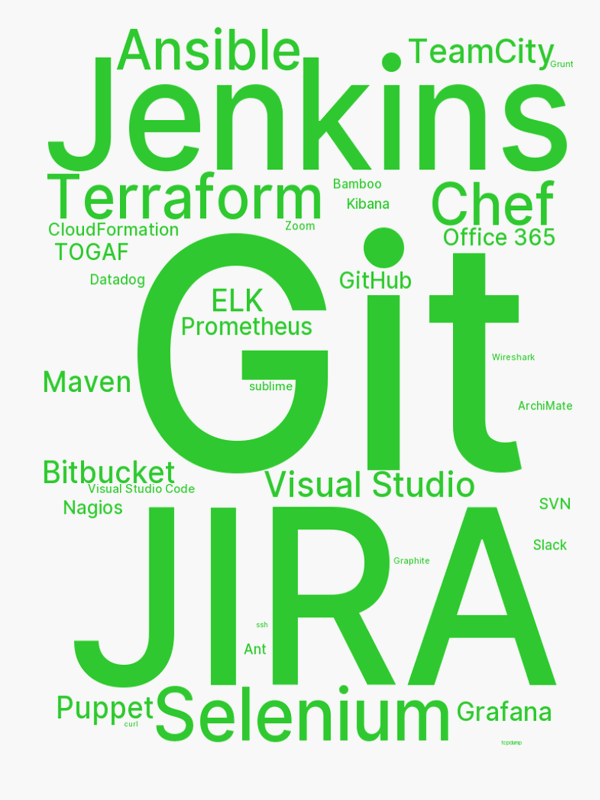 Ansible
TeamCity
Grunt
Jenkins
Terraform
Bamboo
Kibana
Chef
CloudFormation
Zoom
Office 365
TOGAF
Datadog
GitHub
Git
ELK
Prometheus
Wireshark
Maven
sublime
ArchiMate
Bitbucket
Visual Studio Code
Visual Studio
Nagios
SVN
JIRA
Slack
Graphite
ssh
Ant
Puppet
curl
Selenium
Grafana